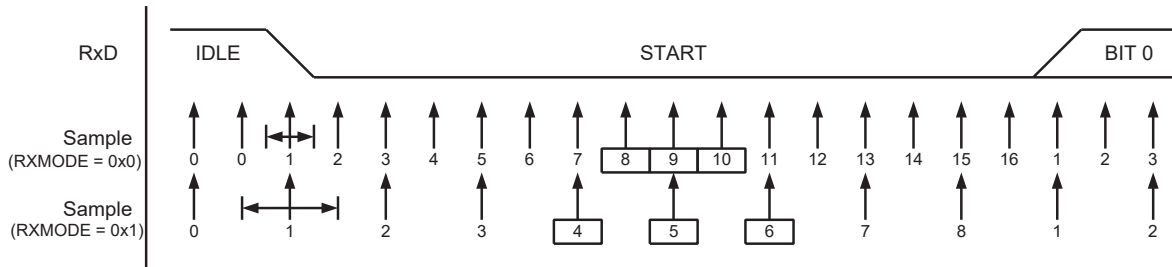 RxD IDLE START BIT 0
Sample
(RXMODE = 0x0) 0 0 1 2 3 4 5 6 7 8 9 10 11 12 13 14 15 16 1 2 3
Sample
(RXMODE = 0x1) 0 1 2 3 4 5 6 7 8 1 2